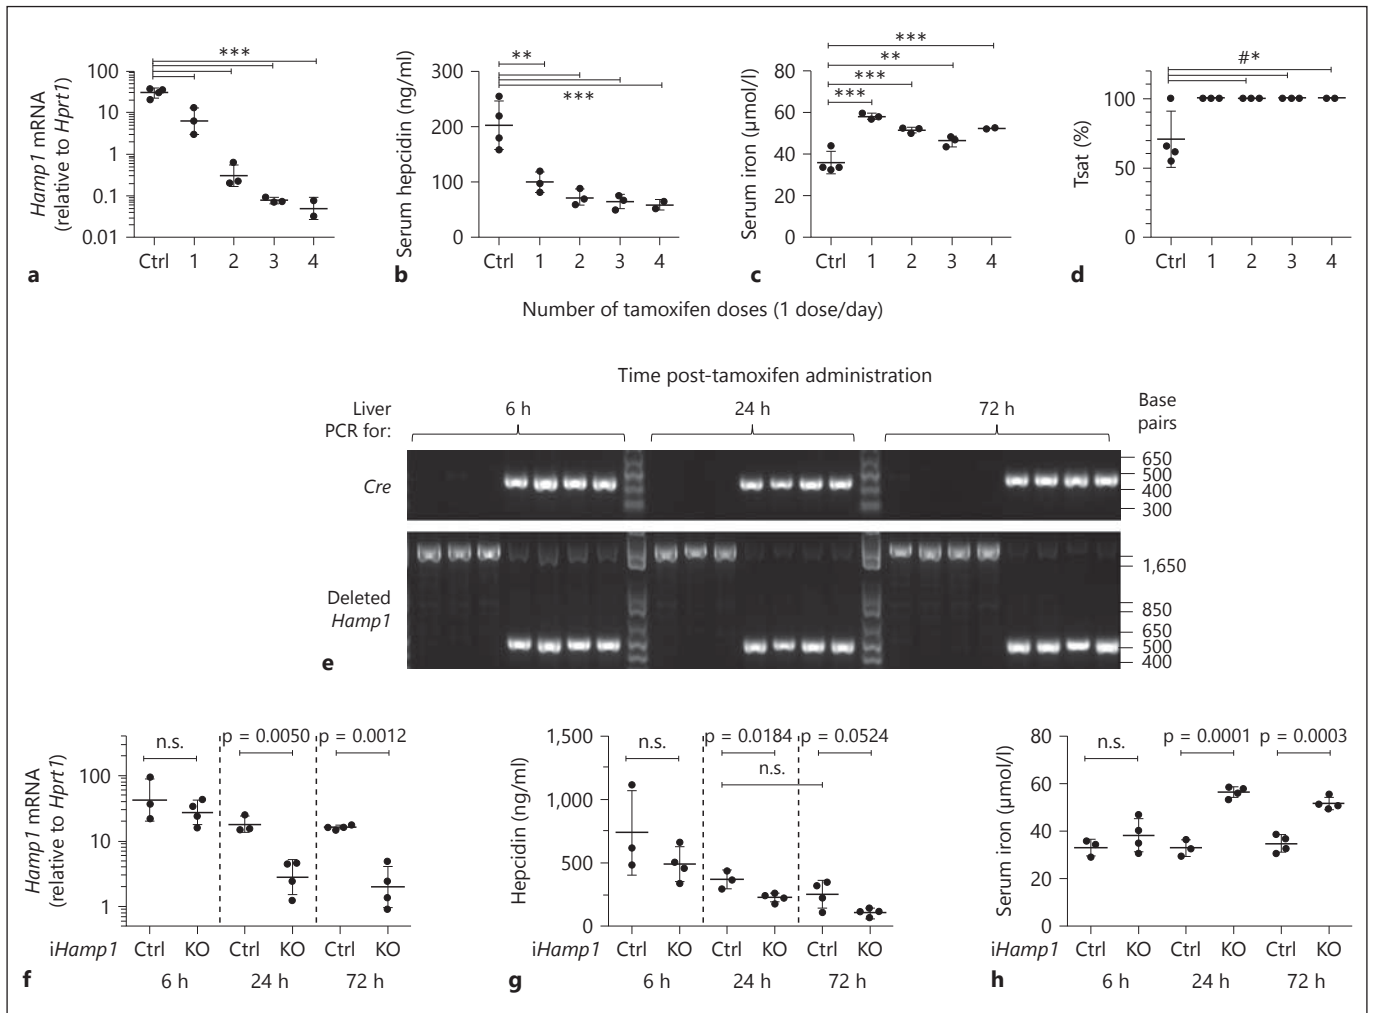 ***
100
10
1
0.1
0.01
Hamp1 mRNA
(relative to Hprt1)
Ctrl 1 2 3 4
a
**
***
300
200
100
0
Serum hepcidin (ng/ml)
Ctrl 1 2 3 4
b
***
**
***
***
80
60
40
20
0
Serum iron (µmol/l)
Ctrl 1 2 3 4
c
#*
100
50
0
Tsat (%)
Ctrl 1 2 3 4
d
Number of tamoxifen doses (1 dose/day)
Time post-tamoxifen administration
Liver
PCR for:
6 h 24 h 72 h
Base
pairs
Cre
650
500
400
300
Deleted
Hamp1
1,650
850
650
500
400
e
n.s. p = 0.0050 p = 0.0012
100
10
1
Hamp1 mRNA
(relative to Hprt1)
iHamp1 Ctrl KO Ctrl KO Ctrl KO
6 h 24 h 72 h
f
n.s. p = 0.0184 p = 0.0524
n.s.
1,500
1,000
500
0
Hepcidin (ng/ml)
iHamp1 Ctrl KO Ctrl KO Ctrl KO
6 h 24 h 72 h
g
n.s. p = 0.0001 p = 0.0003
80
60
40
20
0
Serum iron (µmol/l)
iHamp1 Ctrl KO Ctrl KO Ctrl KO
6 h 24 h 72 h
h